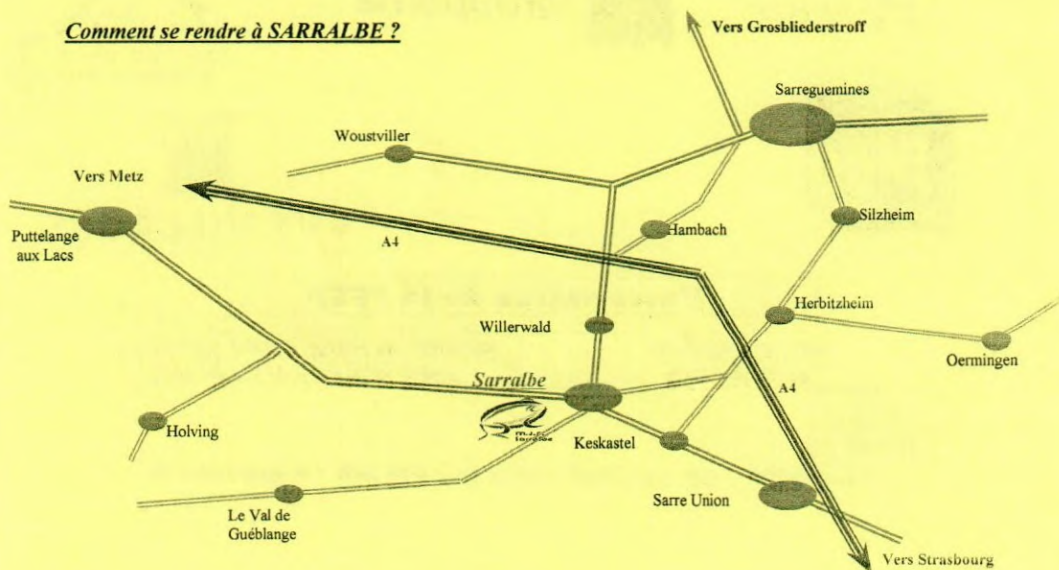 Comment se rendre à SARRALBE ?
Vers Grosbliederstroff
Sarreguemines
Woustviller
Vers Metz
Puttelange
aux Lacs
A4
Hambach
Silzheim
Willerwald
Herbitzheim
Oermingen
Sarralbe
A4
Holving
Keskastel
Sarre Union
Le Val de
Guéblange
Vers Strasbourg